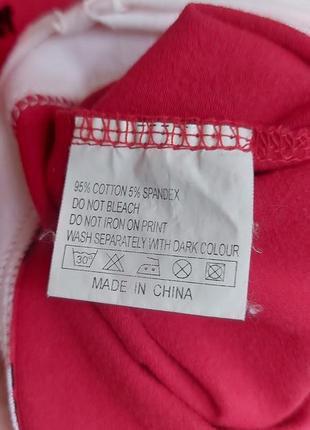 95% COTTON 5% SPANDEX
DO NOT BLEACH
DO NOT IRON ON PRINT
WASH SEPARATELY WITH DARK COLOUR
30°
MADE IN CHINA